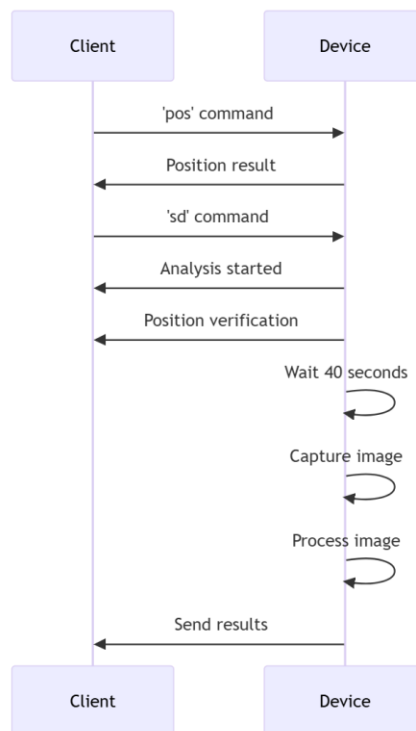 Client
Device
'pos' command
Position result
'sd' command
Analysis started
Position verification
Wait 40 seconds
Capture image
Process image
Send results
Client
Device